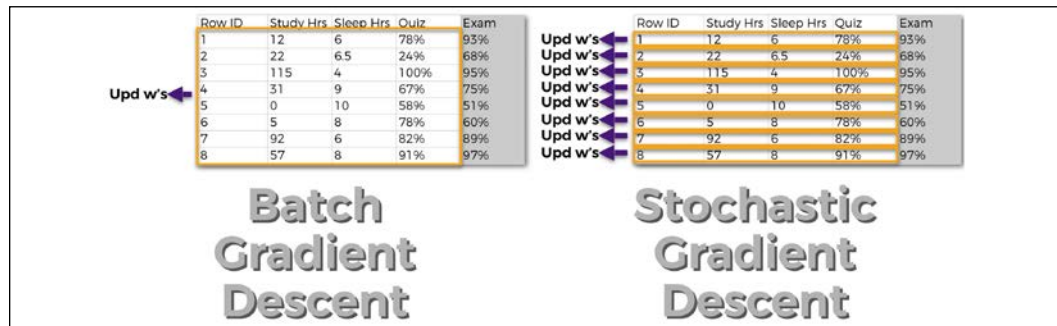 Row ID Study Hrs Sleep Hrs Quiz Exam
1 12 6 78% 93%
2 22 6.5 24% 68%
3 115 4 100% 95%
4 31 9 67% 75%
5 0 10 58% 51%
6 5 8 78% 60%
7 92 6 82% 89%
8 57 8 91% 97%
Upd w's
Batch
Gradient
Descent
Row ID Study Hrs Sleep Hrs Quiz Exam
Upd w's 1 12 6 78% 93%
Upd w's 2 22 6.5 24% 68%
Upd w's 3 115 4 100% 95%
Upd w's 4 31 9 67% 75%
Upd w's 5 0 10 58% 51%
Upd w's 6 5 8 78% 60%
Upd w's 7 92 6 82% 89%
Upd w's 8 57 8 91% 97%
Stochastic
Gradient
Descent